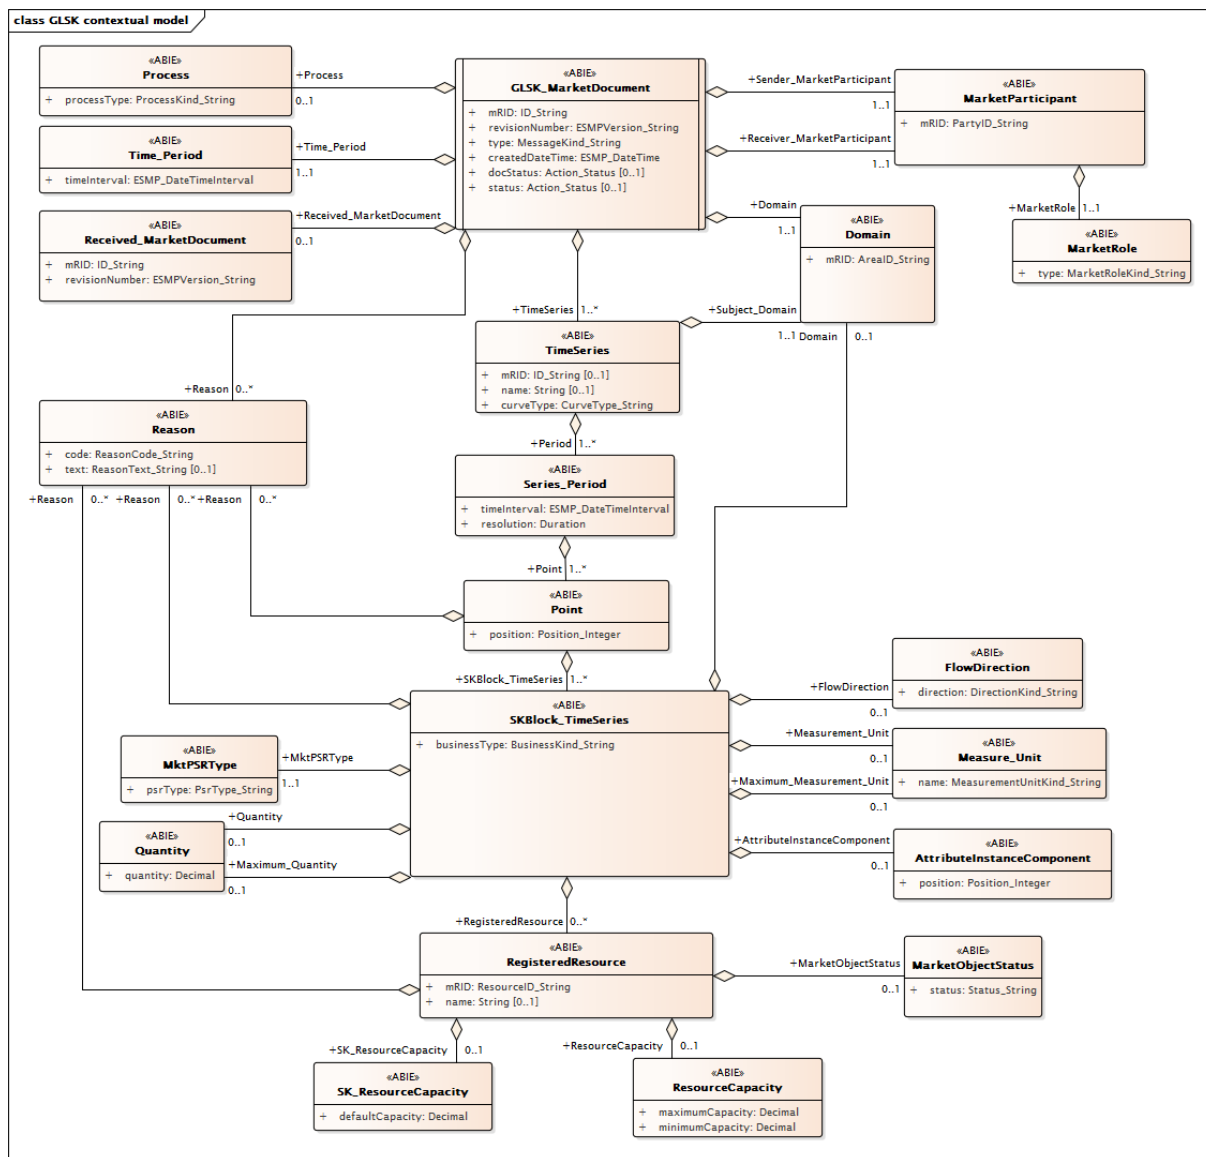 class GLSK contextual model
«ABIE»
Process
+ processType: ProcessKind_String
+Process
0..1
«ABIE»
GLSK_MarketDocument
+ mRID: ID_String
+ revisionNumber: ESMPVersion_String
+ type: MessageKind_String
+ createdDateTime: ESMP_DateTime
+ docStatus: Action_Status [0..1]
+ status: Action_Status [0..1]
+Sender_MarketParticipant
1..1
+Receiver_MarketParticipant
1..1
«ABIE»
MarketParticipant
+ mRID: PartyID_String
«ABIE»
Time_Period
+ timeInterval: ESMP_DateTimeInterval
+Time_Period
1..1
«ABIE»
Received_MarketDocument
+ mRID: ID_String
+ revisionNumber: ESMPVersion_String
+Received_MarketDocument
0..1
+Domain
1..1
«ABIE»
Domain
+ mRID: AreaID_String
+MarketRole 1..1
«ABIE»
MarketRole
+ type: MarketRoleKind_String
+TimeSeries 1..*
+Subject_Domain
1..1 Domain 0..1
«ABIE»
TimeSeries
+ mRID: ID_String [0..1]
+ name: String [0..1]
+ curveType: CurveType_String
+Reason 0..*
«ABIE»
Reason
+ code: ReasonCode_String
+ text: ReasonText_String [0..1]
+Reason 0..* +Reason 0..* +Reason 0..*
+Period 1..*
«ABIE»
Series_Period
+ timeInterval: ESMP_DateTimeInterval
+ resolution: Duration
+Point 1..*
«ABIE»
Point
+ position: Position_Integer
+SKBlock_TimeSeries 1..*
«ABIE»
SKBlock_TimeSeries
+ businessType: BusinessKind_String
+FlowDirection
0..1
«ABIE»
FlowDirection
+ direction: DirectionKind_String
+Measurement_Unit
0..1
+Maximum_Measurement_Unit
0..1
«ABIE»
Measure_Unit
+ name: MeasurementUnitKind_String
«ABIE»
MktPSRType
+ psrType: PsrType_String
+MktPSRType
1..1
«ABIE»
Quantity
+ quantity: Decimal
+Quantity
0..1
+Maximum_Quantity
0..1
+AttributeInstanceComponent
0..1
«ABIE»
AttributeInstanceComponent
+ position: Position_Integer
+RegisteredResource 0..*
«ABIE»
RegisteredResource
+ mRID: ResourceID_String
+ name: String [0..1]
+MarketObjectStatus
0..1
«ABIE»
MarketObjectStatus
+ status: Status_String
+SK_ResourceCapacity 0..1
«ABIE»
SK_ResourceCapacity
+ defaultCapacity: Decimal
+ResourceCapacity 0..1
«ABIE»
ResourceCapacity
+ maximumCapacity: Decimal
+ minimumCapacity: Decimal